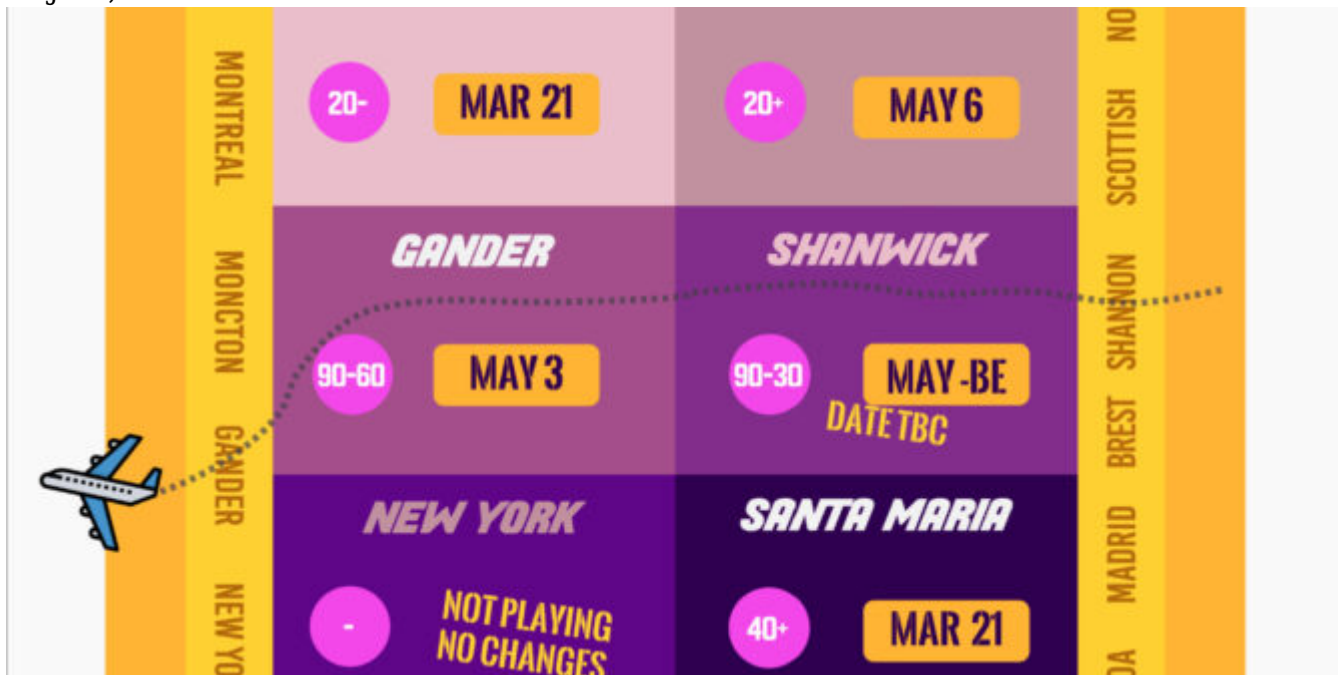 MONTREAL
MONCTON
GANDER
NEW YO
20-
MAR 21
20+
MAY 6
GANDER
SHANWICK
90-60
MAY 3
90-30
MAY -BE
DATE TBC
NEW YORK
SANTA MARIA
-
NOT PLAYING
NO CHANGES
40+
MAR 21
NO
SCOTTISH
SHANNON
BREST
MADRID
DA